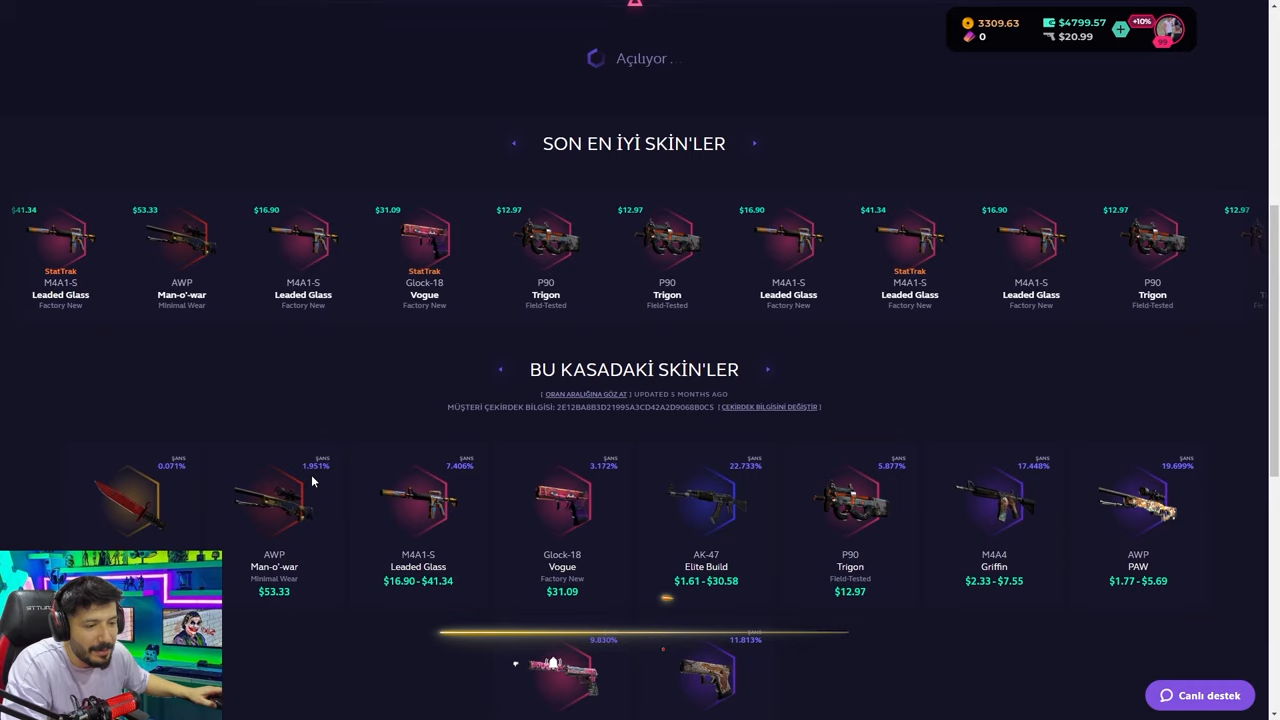 3309.63
$4799.57
+10%
0
$20.99
99
Açılıyor ...
SON EN İYİ SKİN'LER
$41.34
$53.33
$16.90
$31.09
$12.97
$12.97
$16.90
$41.34
$16.90
$12.97
$12.97
StatTrak
StatTrak
StatTrak
M4A1-S
AWP
M4A1-S
Glock-18
P90
P90
M4A1-S
M4A1-S
M4A1-S
P90
Leaded Glass
Man-o'-war
Leaded Glass
Vogue
Trigon
Trigon
Leaded Glass
Leaded Glass
Leaded Glass
Trigon
Factory New
Minimal Wear
Factory New
Factory New
Field-Tested
Field-Tested
Factory New
Factory New
Factory New
Field-Tested
BU KASADAKİ SKİN'LER
[ ORAN ARALIĞINA GÖZ AT ] UPDATED 5 MONTHS AGO
MÜŞTERİ ÇEKİRDEK BİLGİSİ: 2E12BA8B3D21995A3CD42A2D9068B0C5 [ ÇEKİRDEK BİLGİSİNİ DEĞİŞTİR ]
ŞANS
ŞANS
ŞANS
ŞANS
ŞANS
ŞANS
ŞANS
ŞANS
0.071%
1.951%
7.406%
3.172%
22.733%
5.877%
17.448%
19.699%
AWP
M4A1-S
Glock-18
AK-47
P90
M4A4
AWP
Man-o'-war
Leaded Glass
Vogue
Elite Build
Trigon
Griffin
PAW
Minimal Wear
$16.90 - $41.34
Factory New
$1.61 - $30.58
Field-Tested
$2.33 - $7.55
$1.77 - $5.69
$53.33
$31.09
$12.97
ŞANS
ŞANS
9.830%
11.813%
Canlı destek